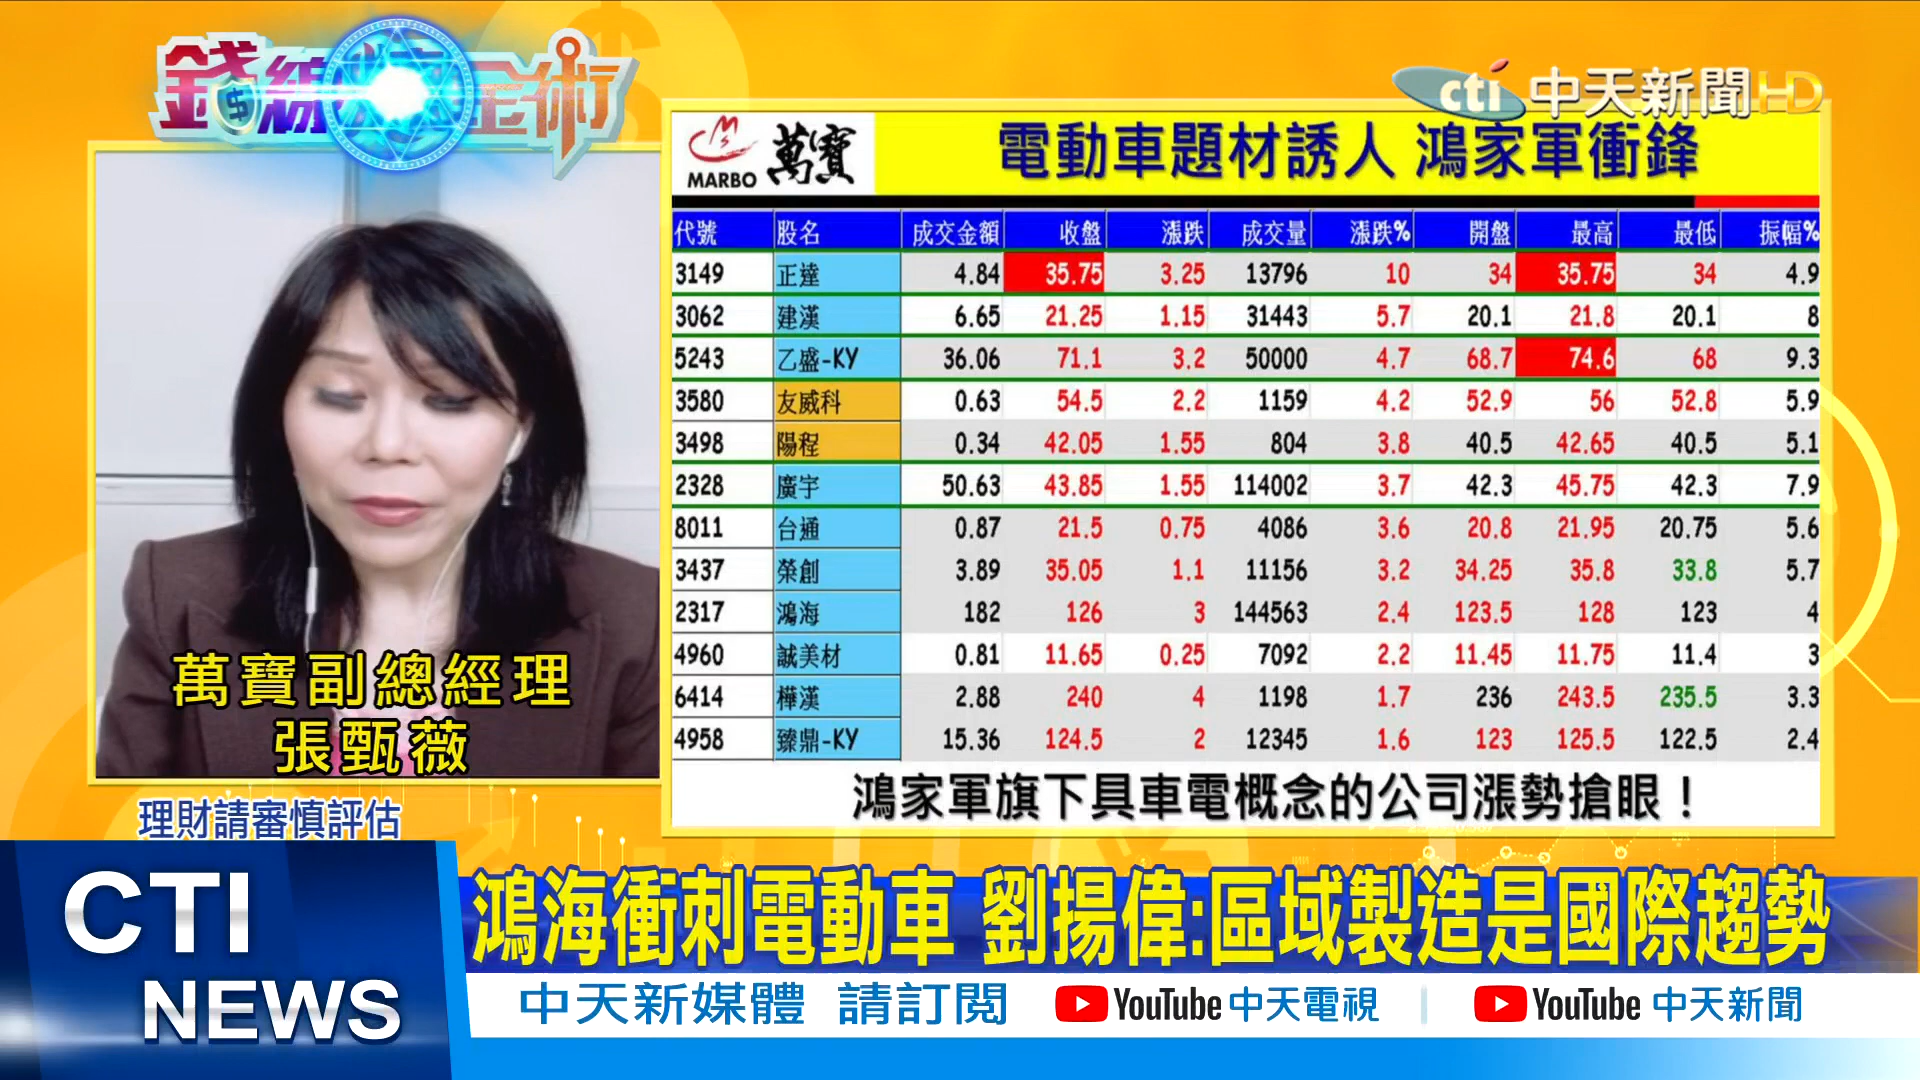 錢線 金術
cti 中天新聞HD
MARBO 萬寶
電動車題材誘人 鴻家軍衝鋒
代號 股名 成交金額 收盤 漲跌 成交量 漲跌% 開盤 最高 最低 振幅%
3149 正達 4.84 35.75 3.25 13796 10 34 35.75 34 4.9
3062 建漢 6.65 21.25 1.15 31443 5.7 20.1 21.8 20.1 8
5243 乙盛-KY 36.06 71.1 3.2 50000 4.7 68.7 74.6 68 9.3
3580 友威科 0.63 54.5 2.2 1159 4.2 52.9 56 52.8 5.9
3498 陽程 0.34 42.05 1.55 804 3.8 40.5 42.65 40.5 5.1
2328 廣宇 50.63 43.85 1.55 114002 3.7 42.3 45.75 42.3 7.9
8011 台通 0.87 21.5 0.75 4086 3.6 20.8 21.95 20.75 5.6
3437 榮創 3.89 35.05 1.1 11156 3.2 34.25 35.8 33.8 5.7
2317 鴻海 182 126 3 144563 2.4 123.5 128 123 4
4960 誠美材 0.81 11.65 0.25 7092 2.2 11.45 11.75 11.4 3
6414 樺漢 2.88 240 4 1198 1.7 236 243.5 235.5 3.3
4958 臻鼎-KY 15.36 124.5 2 12345 1.6 123 125.5 122.5 2.4
鴻家軍旗下具車電概念的公司漲勢搶眼！
萬寶副總經理
張甄薇
理財請審慎評估
CTI
NEWS
鴻海衝刺電動車 劉揚偉:區域製造是國際趨勢
中天新媒體 請訂閱 YouTube 中天電視 | YouTube 中天新聞